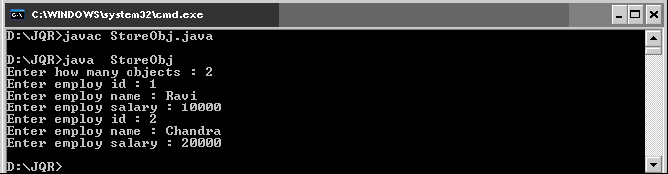 C:\WINDOWS\system32\cmd.exe
D:\JQR>javac StoreObj.java
D:\JQR>java  StoreObj
Enter how many objects : 2
Enter employ id : 1
Enter employ name : Ravi
Enter employ salary : 10000
Enter employ id : 2
Enter employ name : Chandra
Enter employ salary : 20000
D:\JQR>